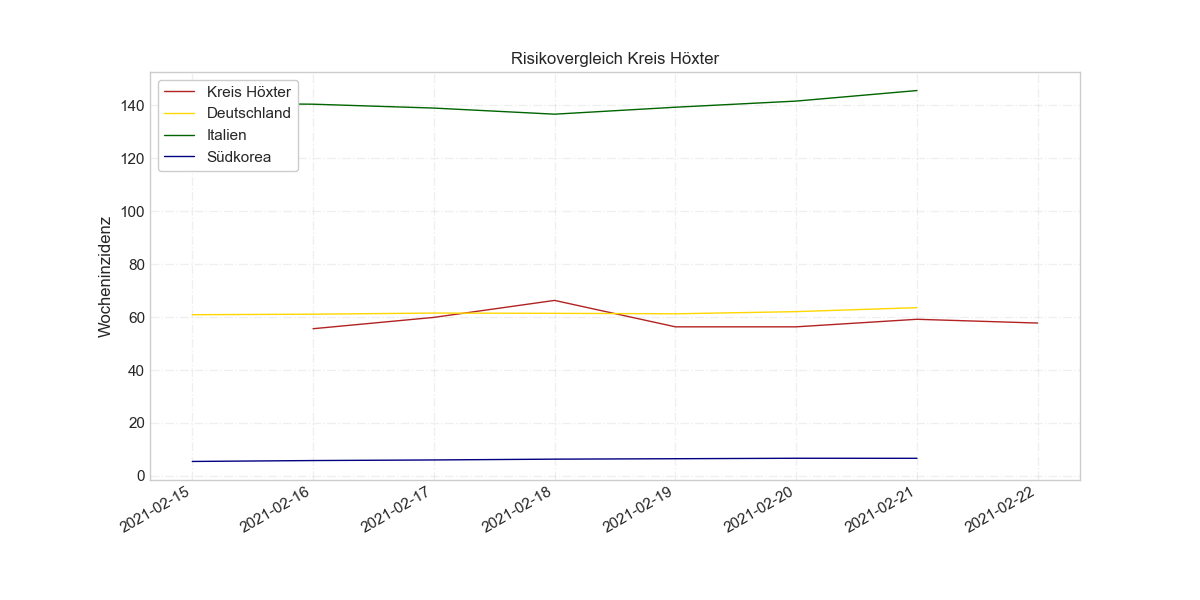 Risikovergleich Kreis Höxter
Kreis Höxter
Deutschland
Italien
Südkorea
Wocheninzidenz
140
120
100
80
60
40
20
0
2021-02-15
2021-02-16
2021-02-17
2021-02-18
2021-02-19
2021-02-20
2021-02-21
2021-02-22